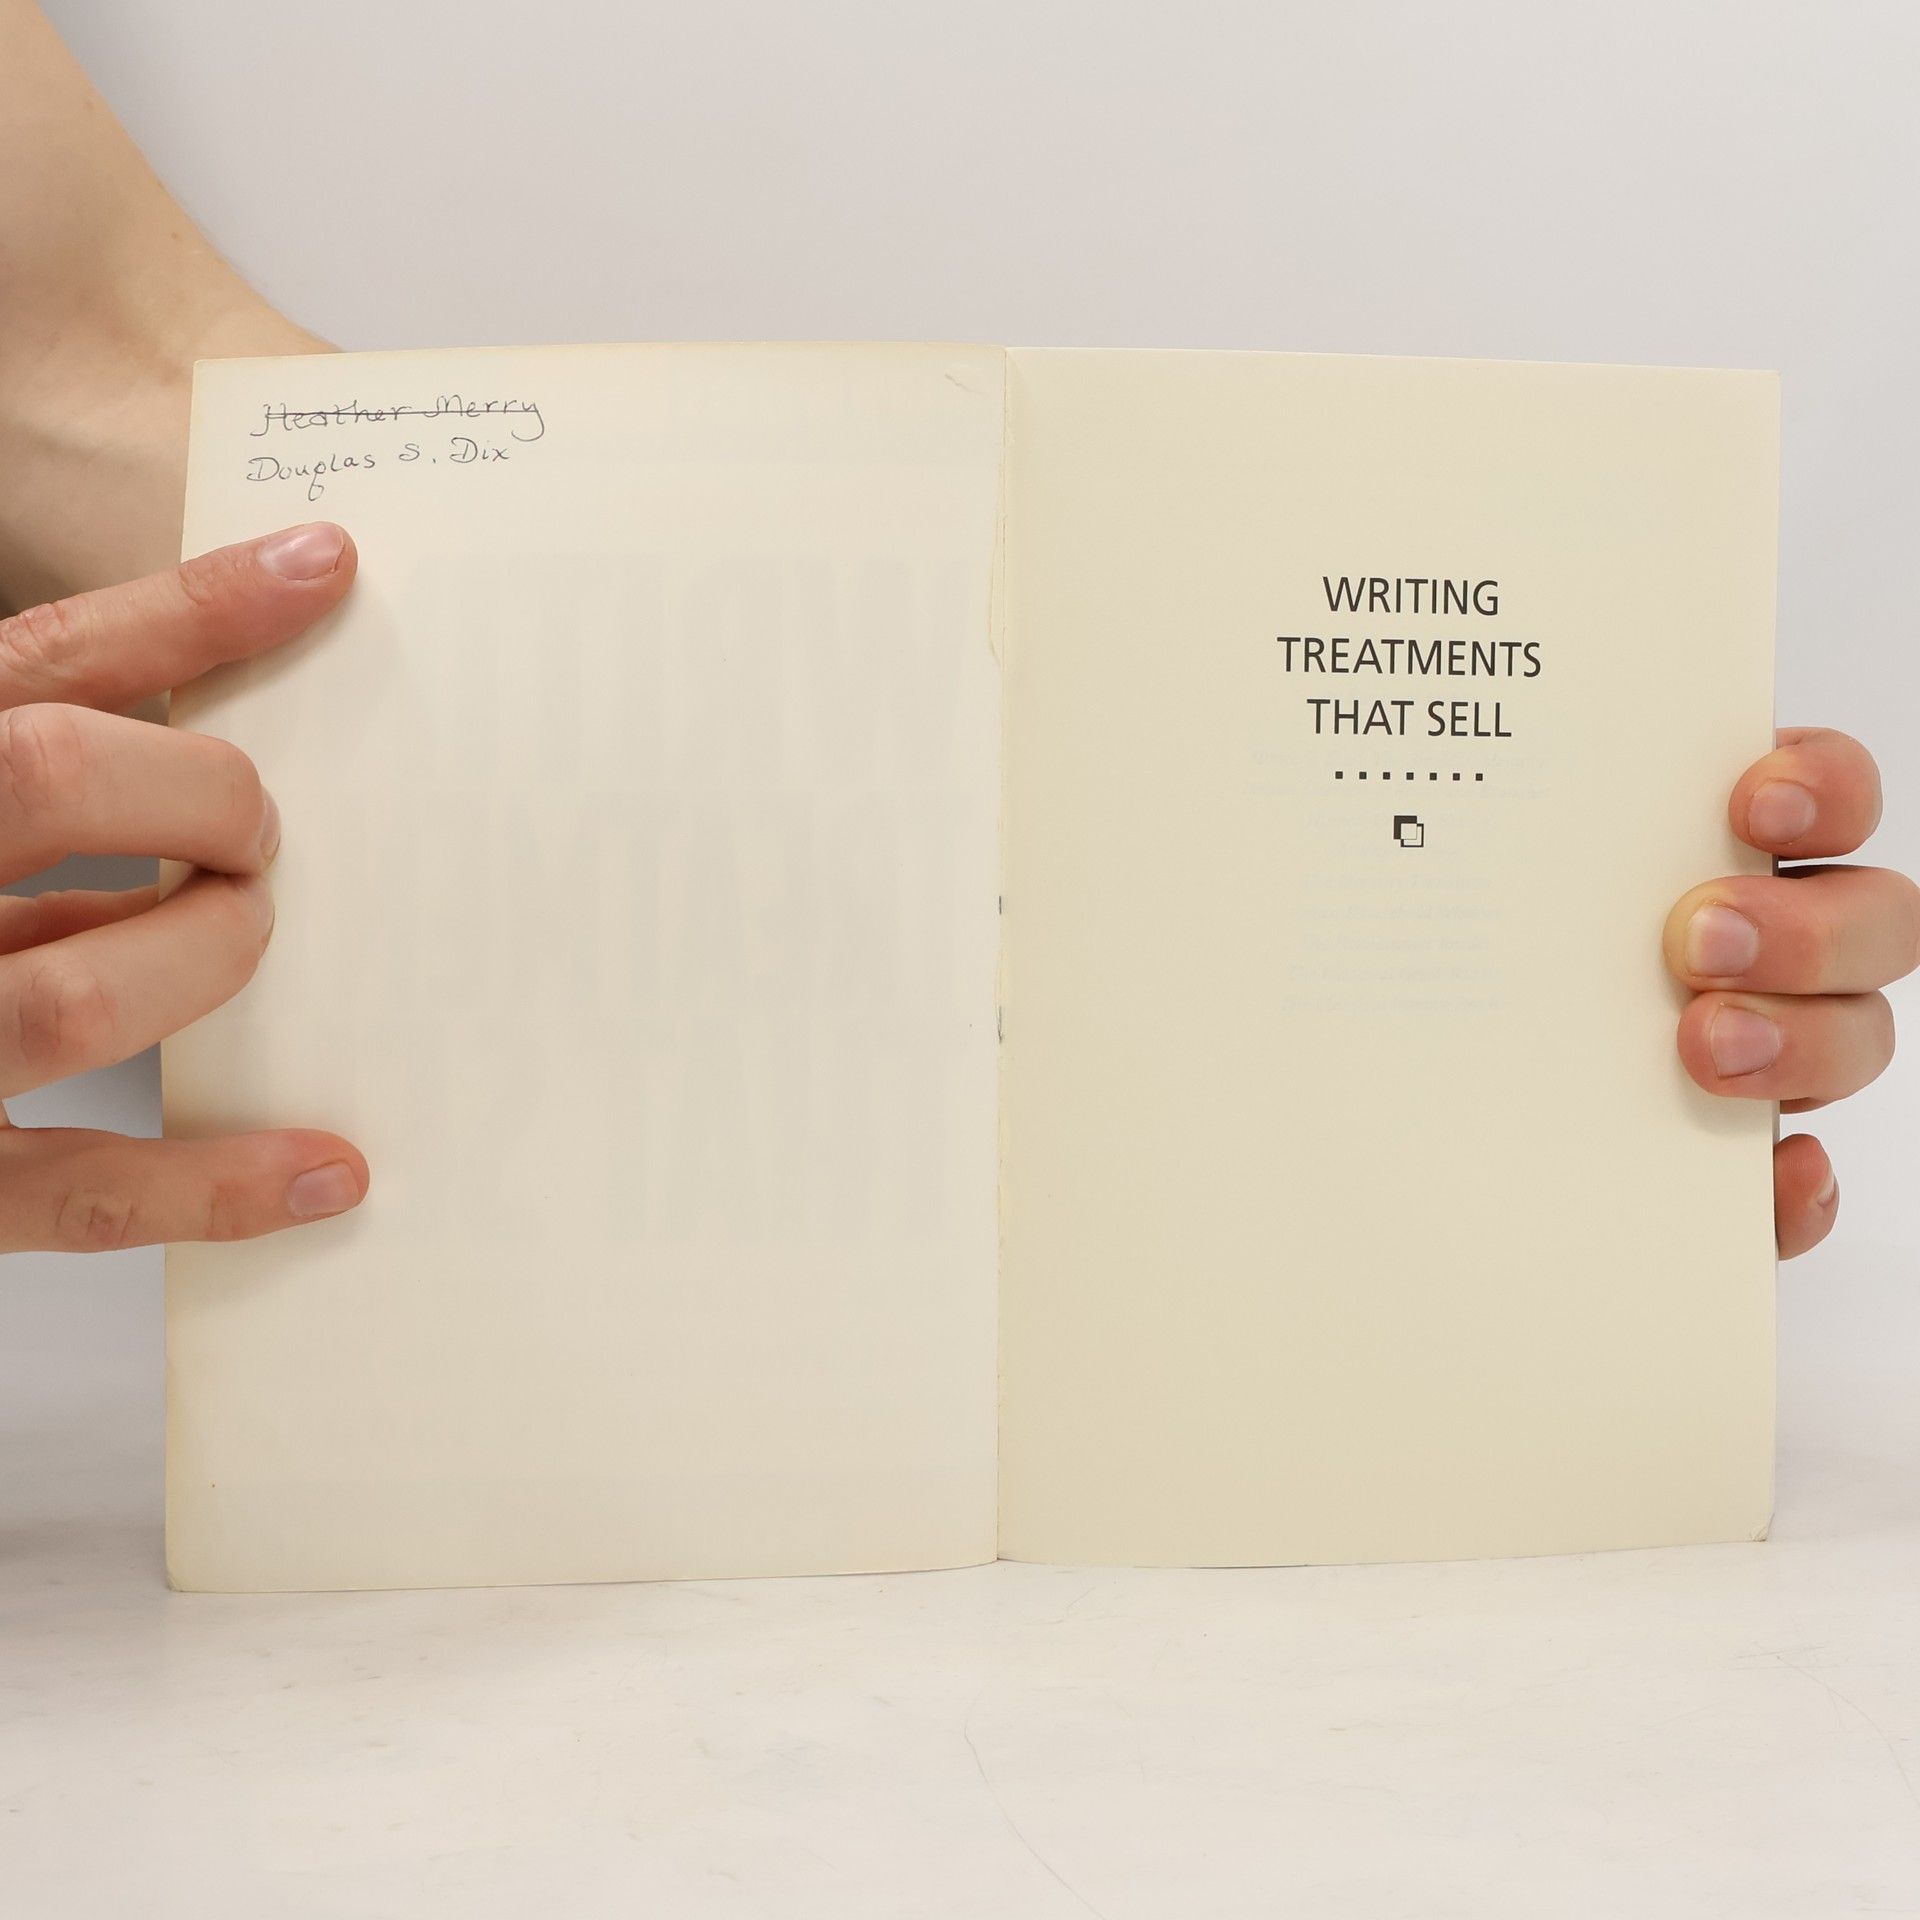 Heather Merry
Douglas S. Dix
WRITING
TREATMENTS
THAT SELL